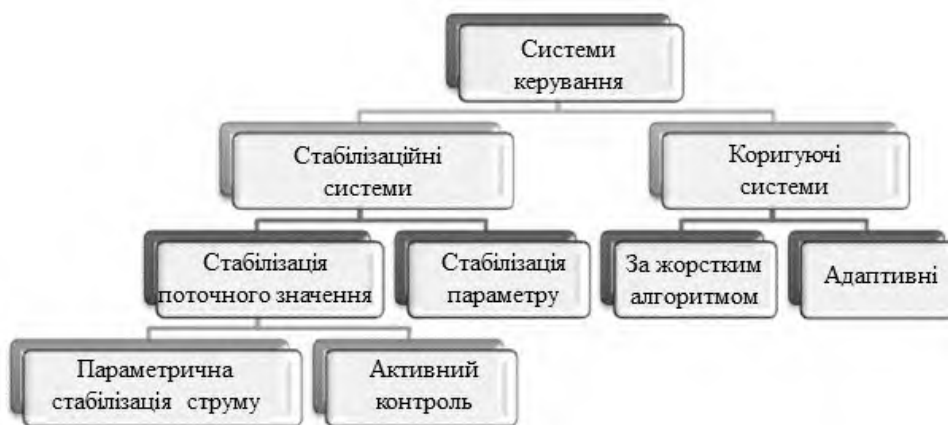 Системи
керування
Стабілізаційні
системи
Коригуючі
системи
Стабілізація
поточного значення
Стабілізація
параметру
За жорстким
алгоритмом
Адаптивні
Параметрична
стабілізація струму
Активний
контроль